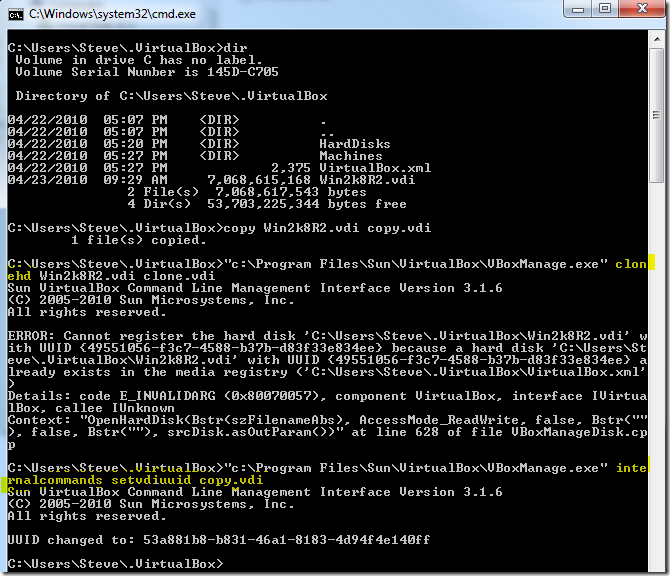 C:\Windows\system32\cmd.exe
C:\Users\Steve\.VirtualBox>dir
Volume in drive C has no label.
Volume Serial Number is 145D-C705
Directory of C:\Users\Steve\.VirtualBox
04/22/2010  05:07 PM    <DIR>          .
04/22/2010  05:07 PM    <DIR>          ..
04/22/2010  05:20 PM    <DIR>          HardDisks
04/22/2010  05:27 PM    <DIR>          Machines
04/22/2010  05:27 PM             2,375 VirtualBox.xml
04/23/2010  09:29 AM     7,068,615,168 Win2k8R2.vdi
2 File(s)  7,068,617,543 bytes
4 Dir(s)  53,703,225,344 bytes free
C:\Users\Steve\.VirtualBox>copy Win2k8R2.vdi copy.vdi
1 file(s) copied.
C:\Users\Steve\.VirtualBox>"c:\Program Files\Sun\VirtualBox\VBoxManage.exe" clon
ehd Win2k8R2.vdi clone.vdi
Sun VirtualBox Command Line Management Interface Version 3.1.6
(C) 2005-2010 Sun Microsystems, Inc.
All rights reserved.
ERROR: Cannot register the hard disk 'C:\Users\Steve\.VirtualBox\Win2k8R2.vdi' w
ith UUID {49551056-f3c7-4588-b37b-d83f33e834ee} because a hard disk 'C:\Users\St
eve\.VirtualBox\Win2k8R2.vdi' with UUID {49551056-f3c7-4588-b37b-d83f33e834ee} a
lready exists in the media registry ('C:\Users\Steve\.VirtualBox\VirtualBox.xml'
)
Details: code E_INVALIDARG (0x80070057), component VirtualBox, interface IVirtua
lBox, callee IUnknown
Context: "OpenHardDisk(Bstr(szFilenameAbs), AccessMode_ReadWrite, false, Bstr(""
), false, Bstr(""), srcDisk.asOutParam())" at line 628 of file VBoxManageDisk.cp
p
C:\Users\Steve\.VirtualBox>"c:\Program Files\Sun\VirtualBox\VBoxManage.exe" inte
rnalcommands setvdiuuid copy.vdi
Sun VirtualBox Command Line Management Interface Version 3.1.6
(C) 2005-2010 Sun Microsystems, Inc.
All rights reserved.
UUID changed to: 53a881b8-b831-46a1-8183-4d94f4e140ff
C:\Users\Steve\.VirtualBox>